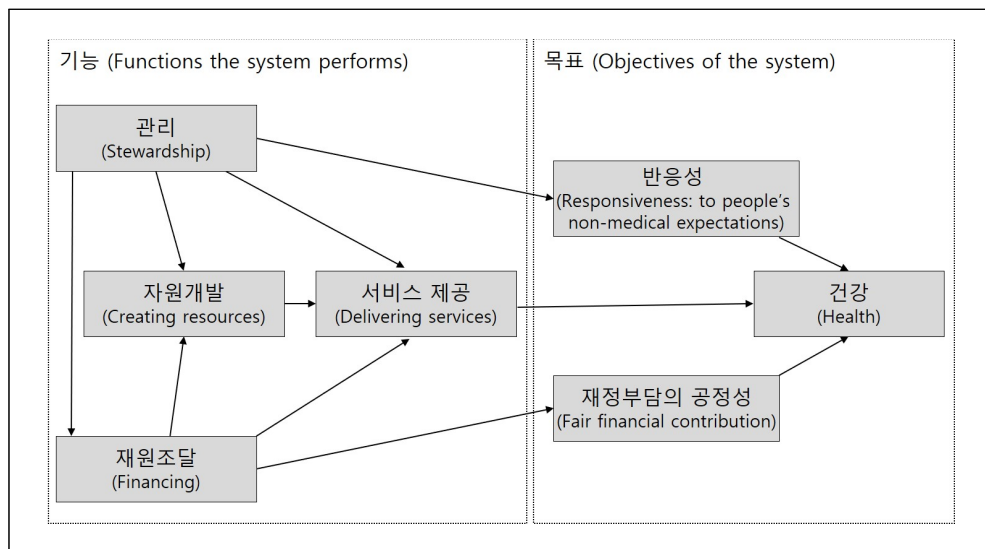 기능 (Functions the system performs)
목표 (Objectives of the system)
관리
(Stewardship)
반응성
(Responsiveness: to people's
non-medical expectations)
자원개발
(Creating resources)
서비스 제공
(Delivering services)
건강
(Health)
재정부담의 공정성
(Fair financial contribution)
재원조달
(Financing)